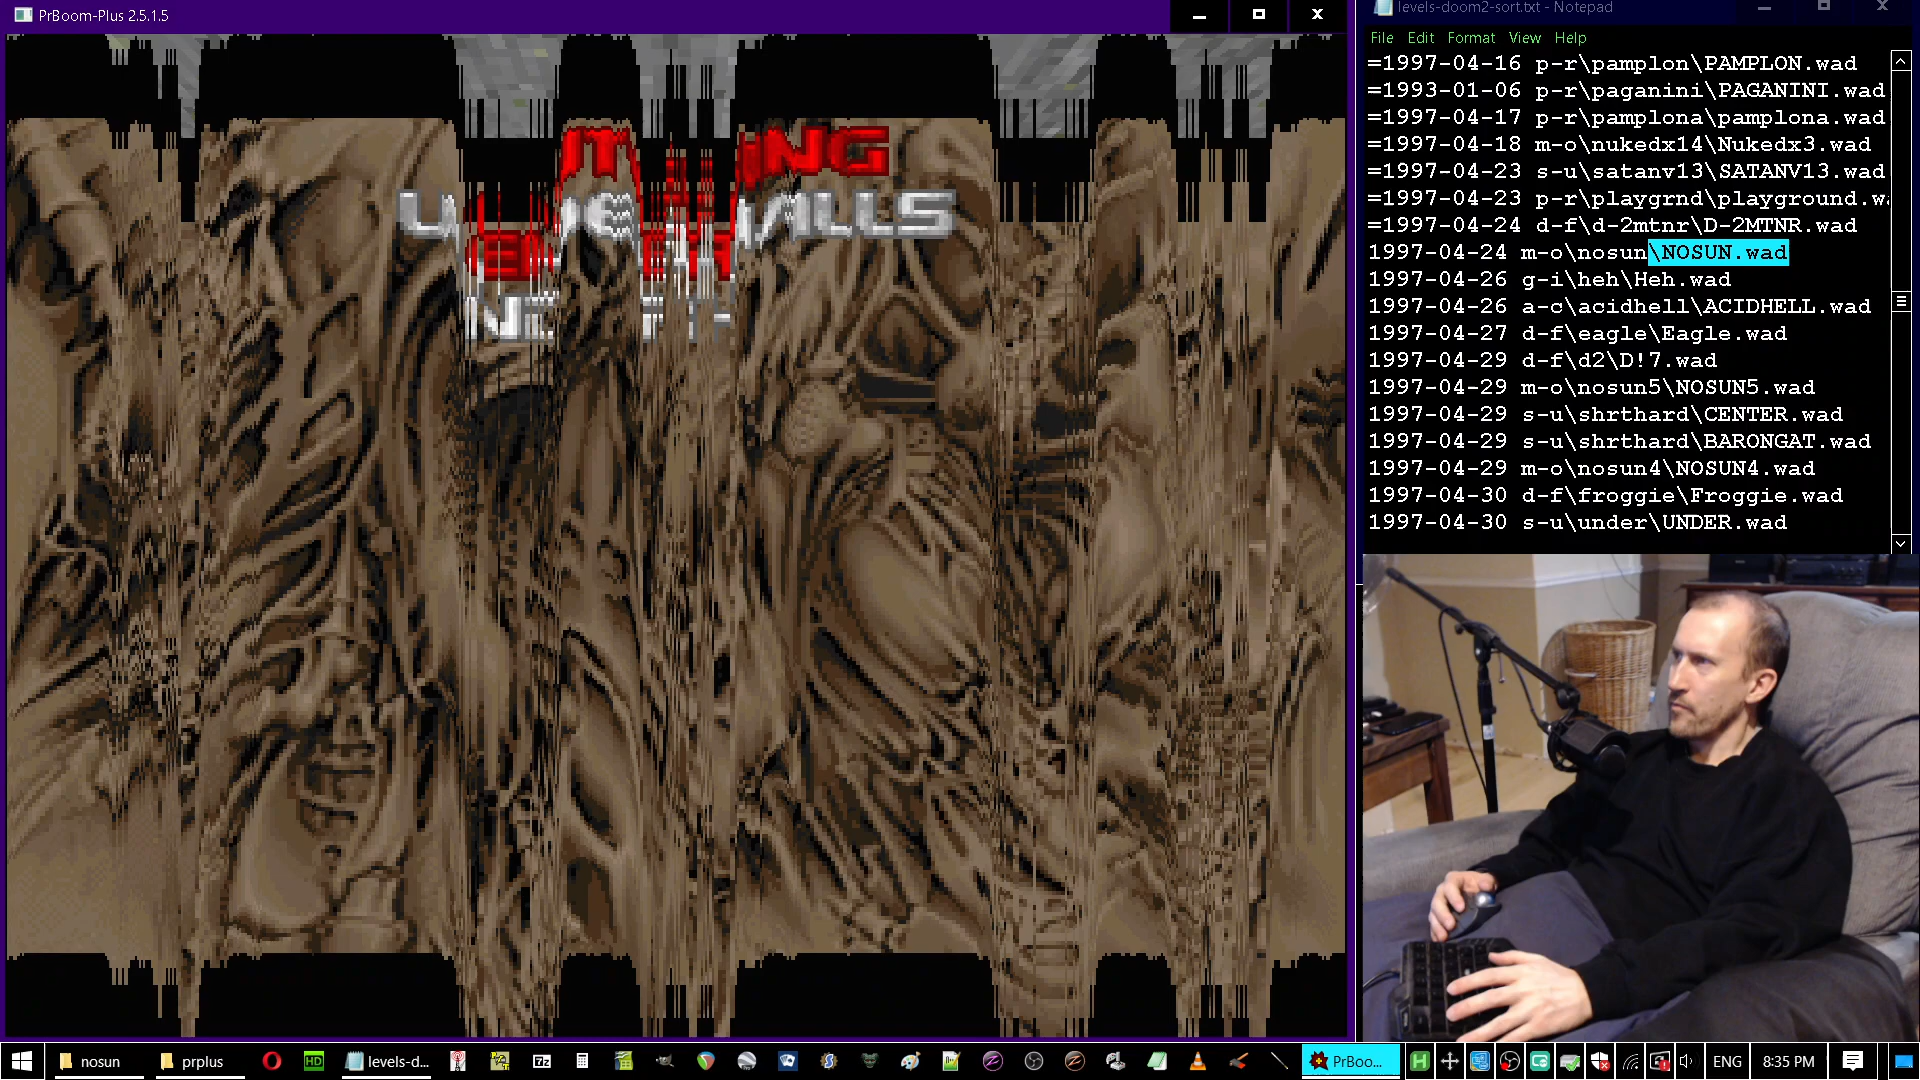 PrBoom-Plus 2.5.1.5
levels-doom2-sort.txt - Notepad
File Edit Format View Help
=1997-04-16 p-r\pamplon\PAMPLON.wad
=1993-01-06 p-r\paganini\PAGANINI.wad
=1997-04-17 p-r\pamplona\pamplona.wad
=1997-04-18 m-o\nukedx14\Nukedx3.wad
=1997-04-23 s-u\satanv13\SATANV13.wad
=1997-04-23 p-r\playgrnd\playground.wa
=1997-04-24 d-f\d-2mtnr\D-2MTNR.wad
1997-04-24 m-o\nosun\NOSUN.wad
1997-04-26 g-i\heh\Heh.wad
1997-04-26 a-c\acidhell\ACIDHELL.wad
1997-04-27 d-f\eagle\Eagle.wad
1997-04-29 d-f\d2\D!7.wad
1997-04-29 m-o\nosun5\NOSUN5.wad
1997-04-29 s-u\shrthard\CENTER.wad
1997-04-29 s-u\shrthard\BARONGAT.wad
1997-04-29 m-o\nosun4\NOSUN4.wad
1997-04-30 d-f\froggie\Froggie.wad
1997-04-30 s-u\under\UNDER.wad
nosun
prplus
HD
levels-d...
7z
PrBoo...
ENG
8:35 PM